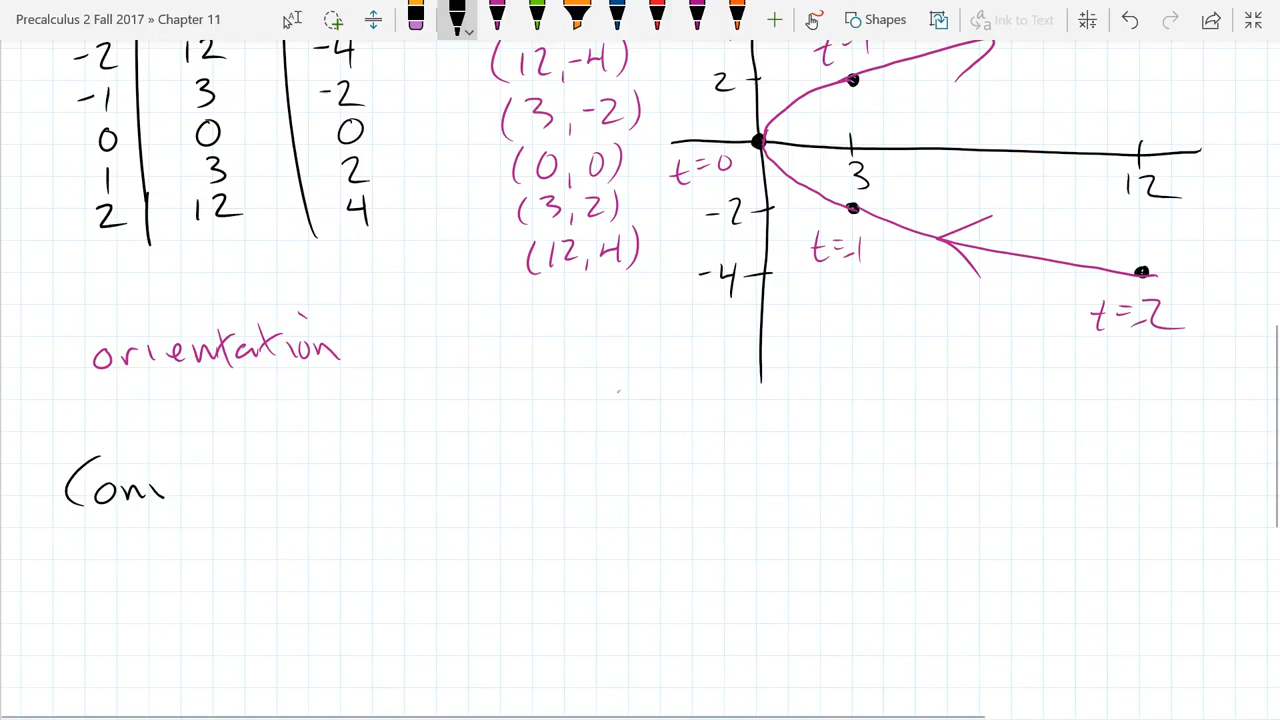 Precalculus 2 Fall 2017 » Chapter 11
Shapes
Ink to Text
-2 12 -4
-1 3 -2
0 0 0
1 3 2
2 12 4
(12,-4)
(3,-2)
(0,0)
(3,2)
(12,4)
2
t=0
3
12
-2
t=-1
-4
t=-2
orientation